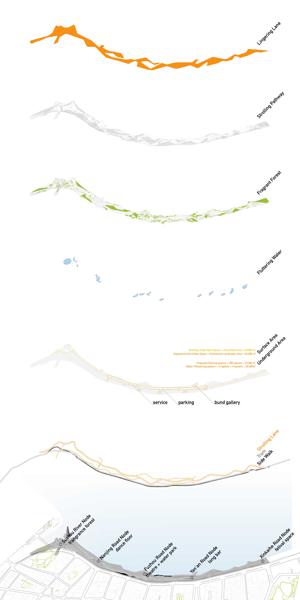 Lingering Lane
Strolling Pathway
Fragrant Forest
Fluttering Water
Surface Area
Underground Area
service
parking
bund gallery
Strolling Lane
Tram
Side Walk
Suzhou River Node
fragrance forest
Nanjing Road Node
dance floor
Fuzhou Road Node
theatre + water park
Yan'an Road Node
long bar
Xinkaihe Road Node
festival space